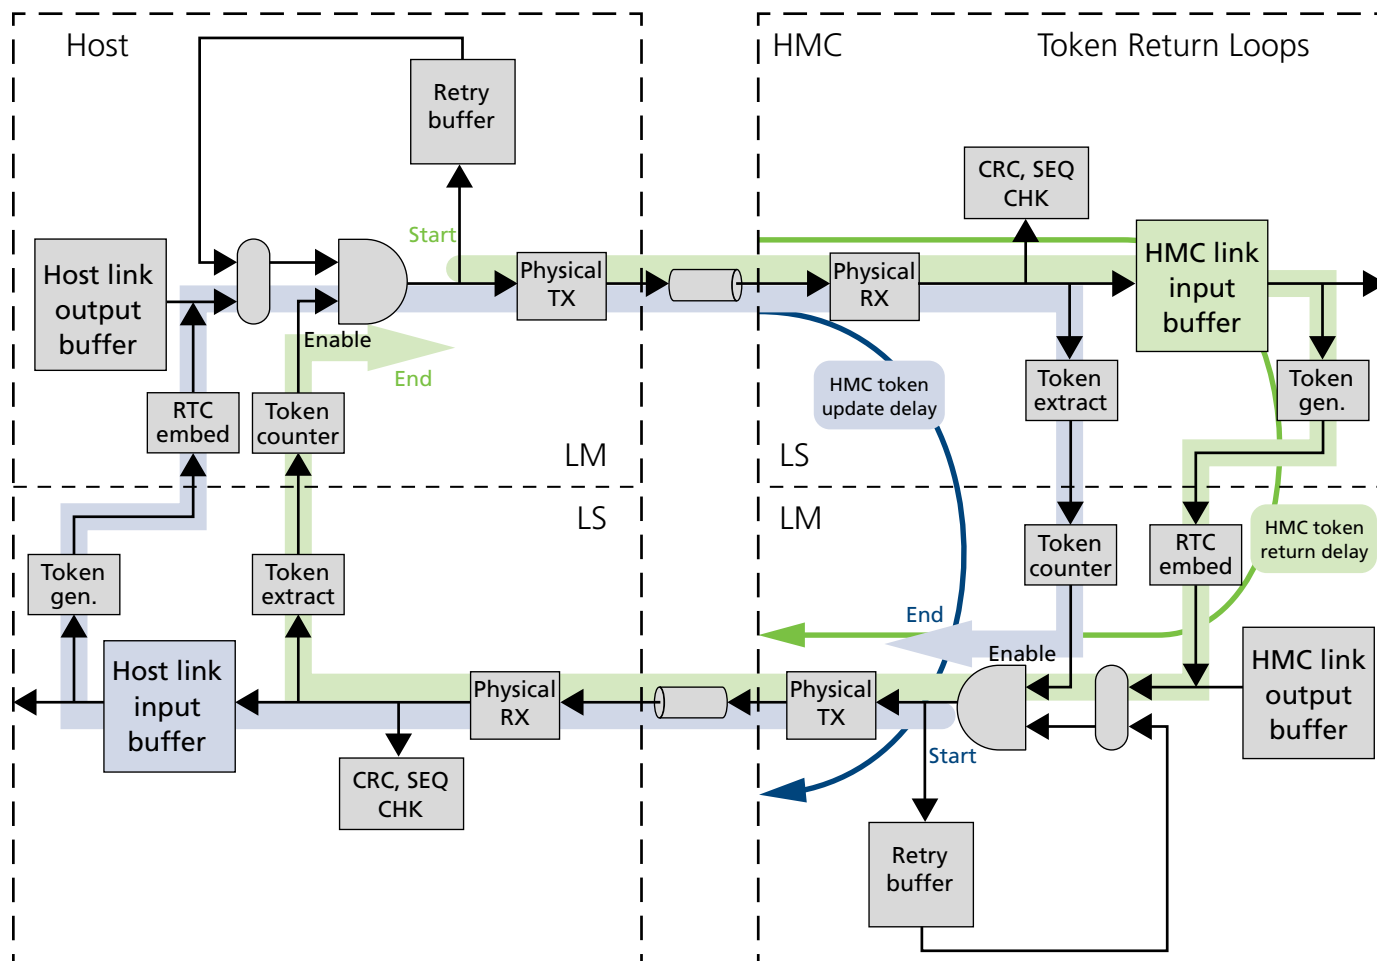 Host
HMC
Token Return Loops
Retry
buffer
CRC, SEQ
CHK
Start
Host link
output
buffer
Physical
TX
Physical
RX
HMC link
input
buffer
Enable
End
RTC
embed
Token
counter
HMC token
update delay
Token
extract
Token
gen.
LM
LS
LS
LM
Token
gen.
Token
extract
Token
counter
RTC
embed
HMC token
return delay
End
Enable
Host link
input
buffer
Physical
RX
Physical
TX
HMC link
output
buffer
Start
CRC, SEQ
CHK
Retry
buffer